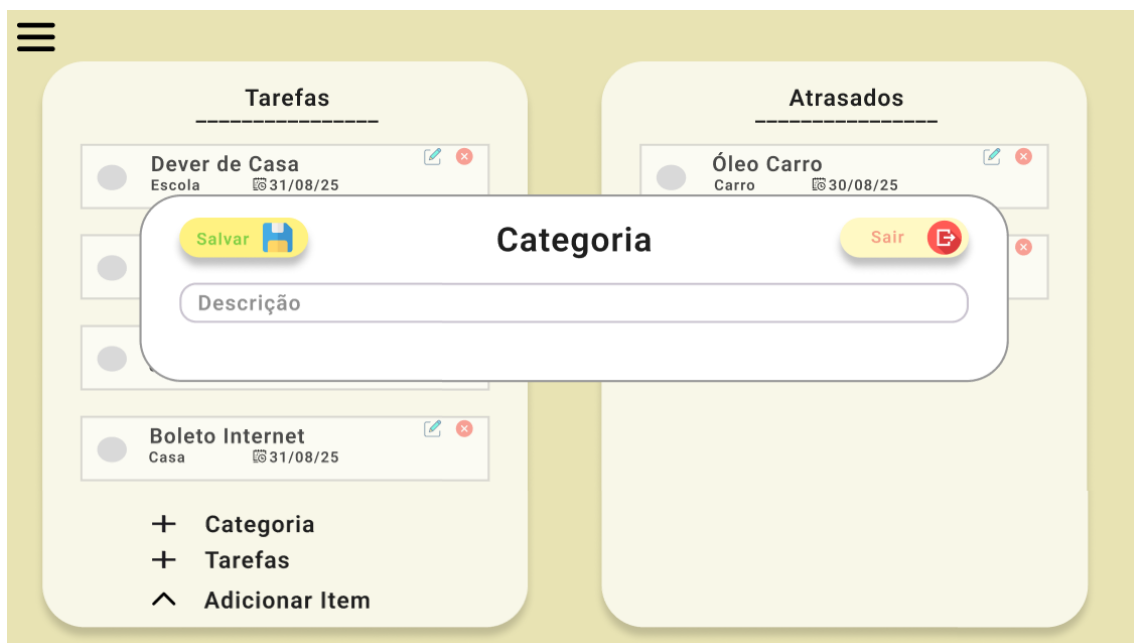 Tarefas
Dever de Casa
Escola 31/08/25
Boleto Internet
Casa 31/08/25
+ Categoria
+ Tarefas
Adicionar Item
Atrasados
Óleo Carro
Carro 30/08/25
Salvar
Categoria
Sair
Descrição